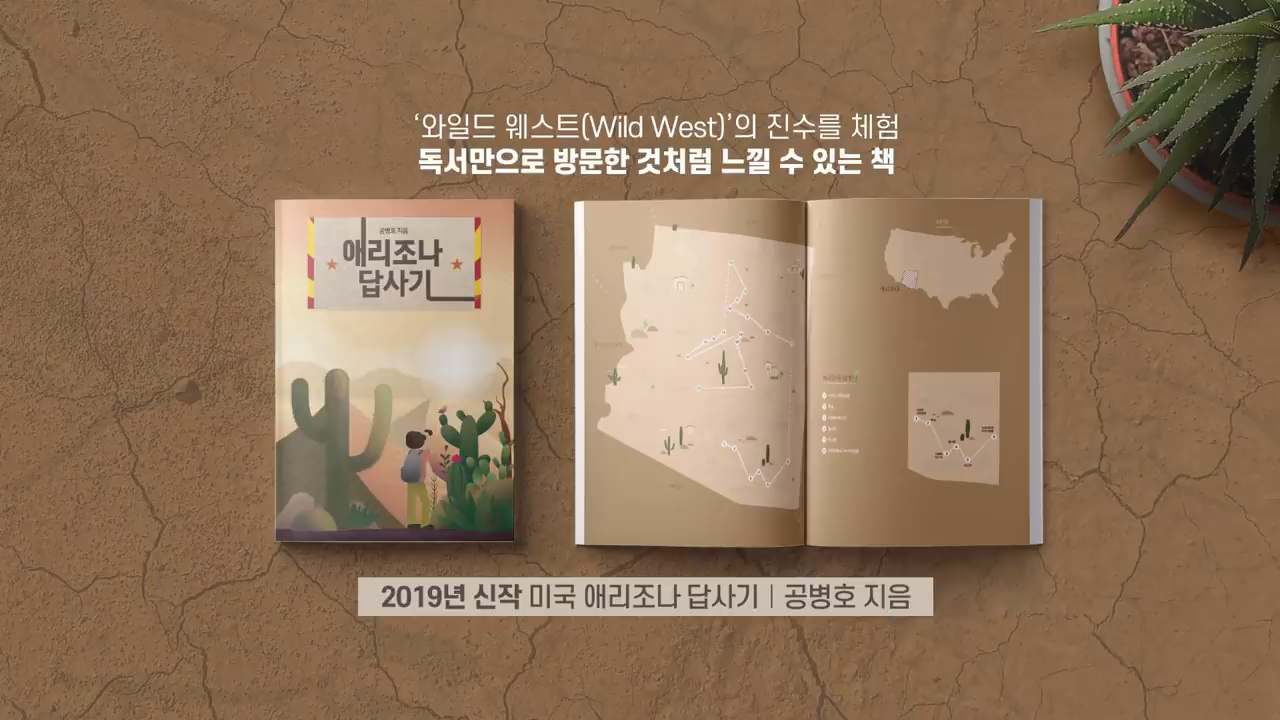 ‘와일드 웨스트(Wild West)’의 진수를 체험
독서만으로 방문한 것처럼 느낄 수 있는 책
공병호 지음
애리조나
답사기
2019년 신작 미국 애리조나 답사기 | 공병호 지음